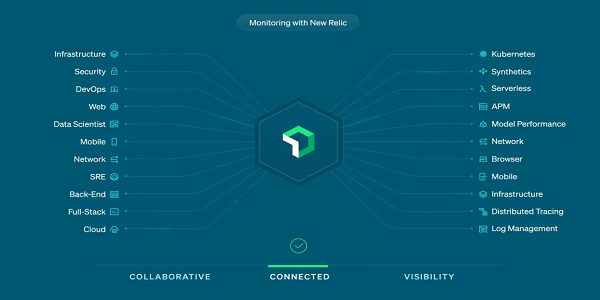 Monitoring with New Relic
Infrastructure
Security
DevOps
Web
Data Scientist
Mobile
Network
SRE
Back-End
Full-Stack
Cloud
Kubernetes
Synthetics
Serverless
APM
Model Performance
Network
Browser
Mobile
Infrastructure
Distributed Tracing
Log Management
COLLABORATIVE
CONNECTED
VISIBILITY